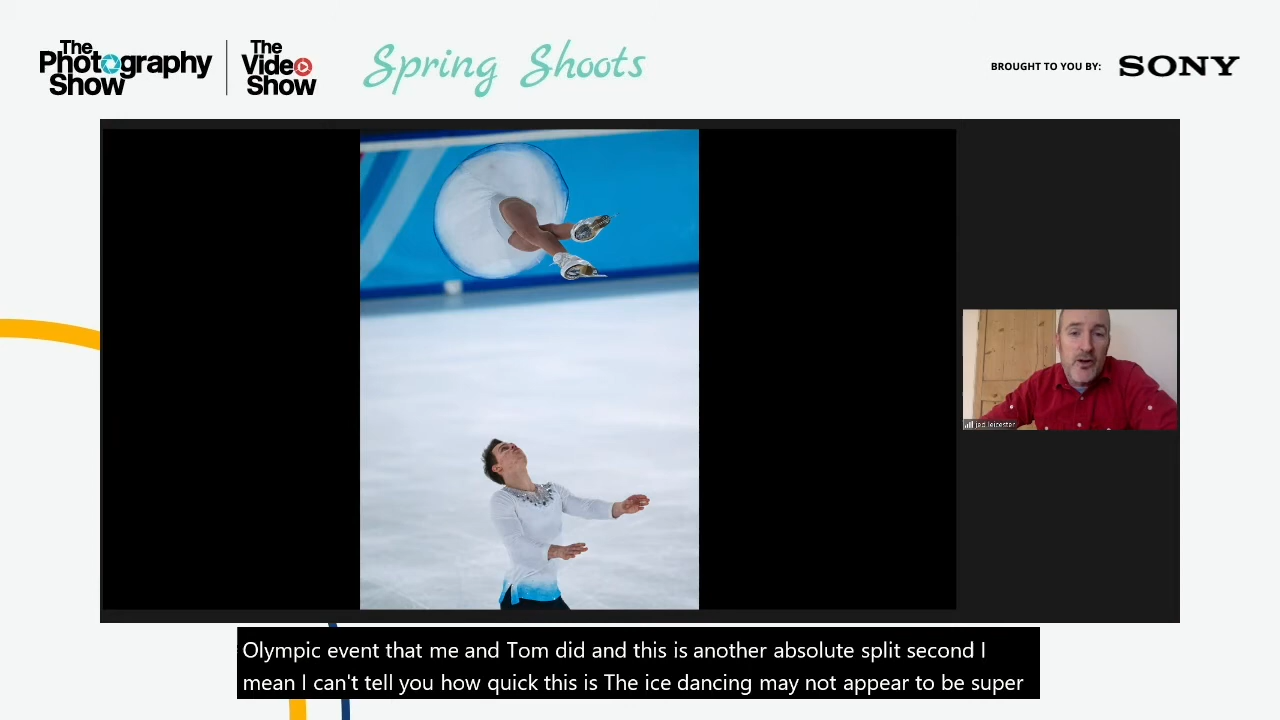 The Photography Show
The Video Show
Spring Shoots
BROUGHT TO YOU BY: SONY
jed leicester
Olympic event that me and Tom did and this is another absolute split second I
mean I can't tell you how quick this is The ice dancing may not appear to be super